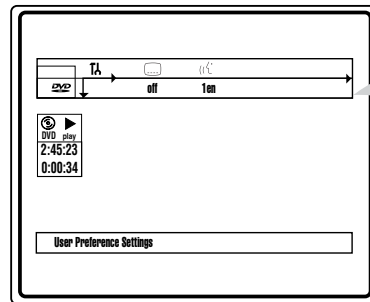 DVD
off 1en
DVD play
2:45:23
0:00:34
User Preference Settings